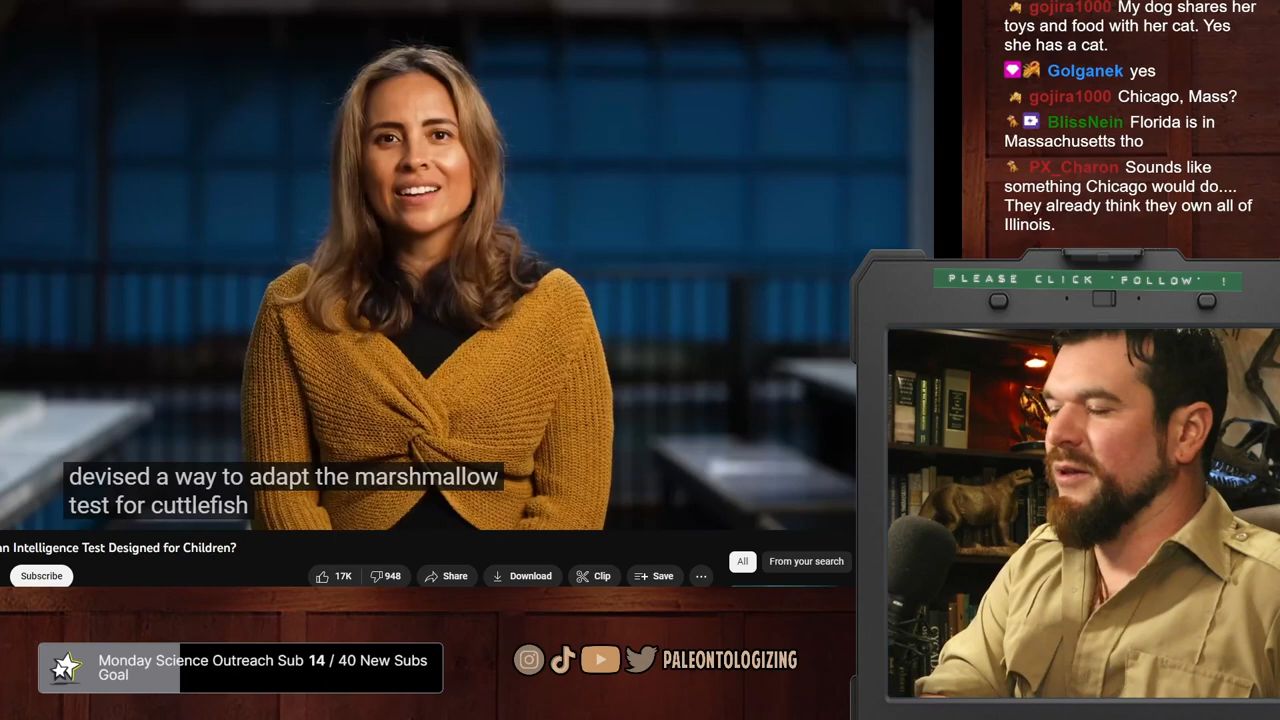 gojira1000 My dog shares her
toys and food with her cat. Yes
she has a cat.
Golganek yes
gojira1000 Chicago, Mass?
BlissNein Florida is in
Massachusetts tho
PX_Charon Sounds like
something Chicago would do....
They already think they own all of
Illinois.
PLEASE CLICK 'FOLLOW' !
devised a way to adapt the marshmallow
test for cuttlefish
an Intelligence Test Designed for Children?
Subscribe
17K
948
Share
Download
Clip
Save
...
All
From your search
Monday Science Outreach Sub 14 / 40 New Subs
Goal
PALEONTOLOGIZING